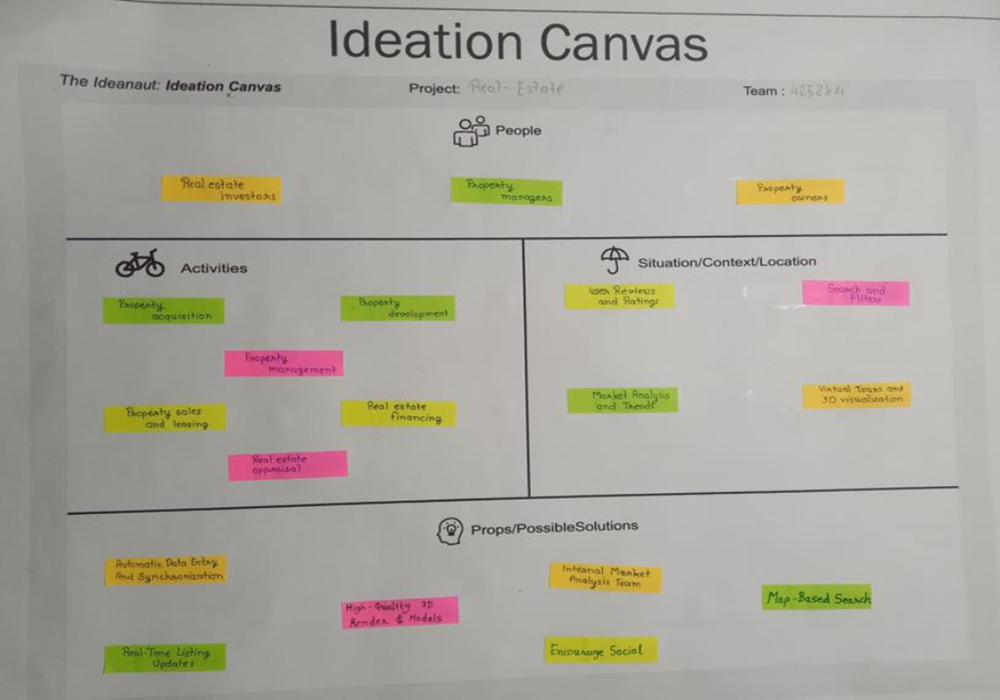 Ideation Canvas
The Ideanaut: Ideation Canvas
Project: Real-Estate
Team : 425284
People
Real estate
investors
Property
managers
Property
owners
Activities
Property
acquisition
Property
development
Property
management
Property sales
and leasing
Real estate
financing
Real estate
appraisal
Situation/Context/Location
User Reviews
and Ratings
Search and
Filters
Market Analysis
and Trends
Virtual Tours and
3D visualization
Props/PossibleSolutions
Automatic Data Entry
And Synchronization
High-Quality 3D
Render & Models
Real-Time Listing
Updates
Internal Market
Analysis Team
Encourage Social
Map-Based Search